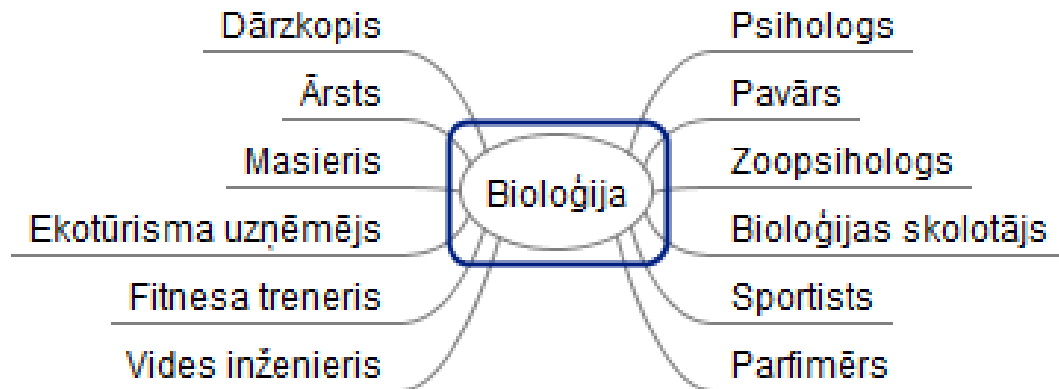 Dārzkopis
Ārsts
Masieris
Ekotūrisma uzņēmējs
Fitnesa treneris
Vides inženieris
Bioloģija
Psihologs
Pavārs
Zoopsihologs
Bioloģijas skolotājs
Sportists
Parfimērs